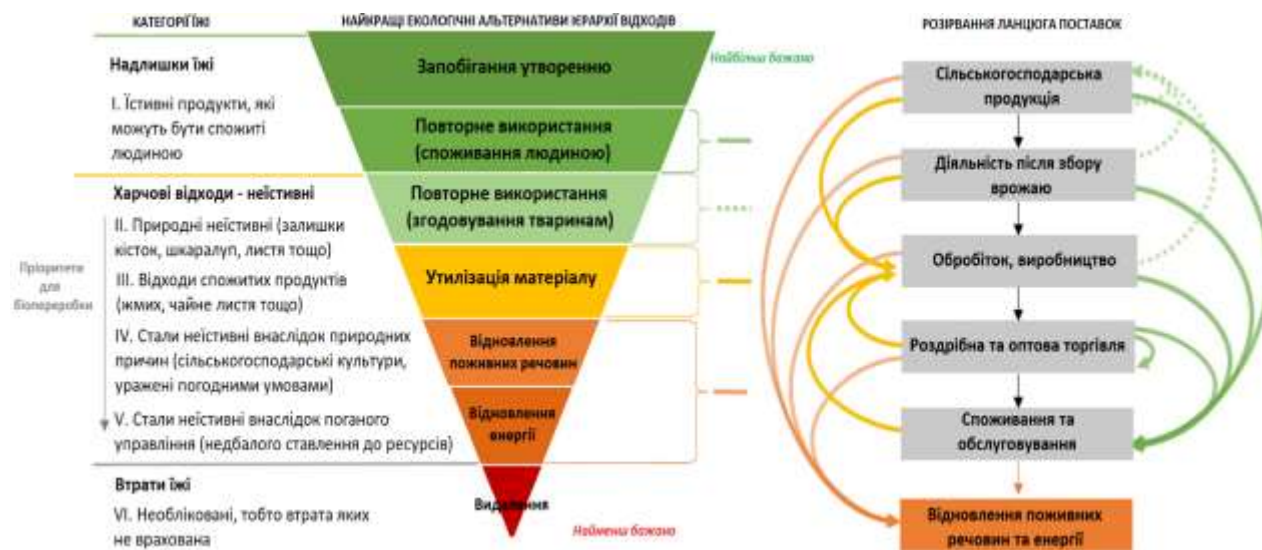 КАТЕГОРІЇ ЇЖІ
НАЙКРАЩІ ЕКОЛОГІЧНІ АЛЬТЕРНАТИВИ ІЄРАРХІЇ ВІДХОДІВ
РОЗІРВАННЯ ЛАНЦЮГА ПОСТАВОК
Надлишки їжі
І. Їстивні продукти, які
можуть бути спожиті
людиною
Харчові відходи - неїстивні
ІІ. Природні неїстивні (залишки
кісток, шкаралуп, листя тощо)
ІІІ. Відходи спожитих продуктів
(жмих, чайне листя тощо)
IV. Стали неїстивні внаслідок природних
причин (сільськогосподарські культури,
уражені погодними умовами)
V. Стали неїстивні внаслідок поганого
управління (недбалого ставлення до ресурсів)
Втрати їжі
VI. Необліковані, тобто втрата яких
не врахована
Пріоритети
для
біопереробки
Запобігання утворенню
Повторне використання
(споживання людиною)
Повторне використання
(згодовування тваринам)
Утилізація матеріалу
Відновлення
поживних речовин
Відновлення
енергії
Видалення
Найбільш бажано
Найменш бажано
Сільськогосподарська
продукція
Діяльність після збору
врожаю
Обробіток, виробництво
Роздрібна та оптова торгівля
Споживання та
обслуговування
Відновлення поживних
речовин та енергії